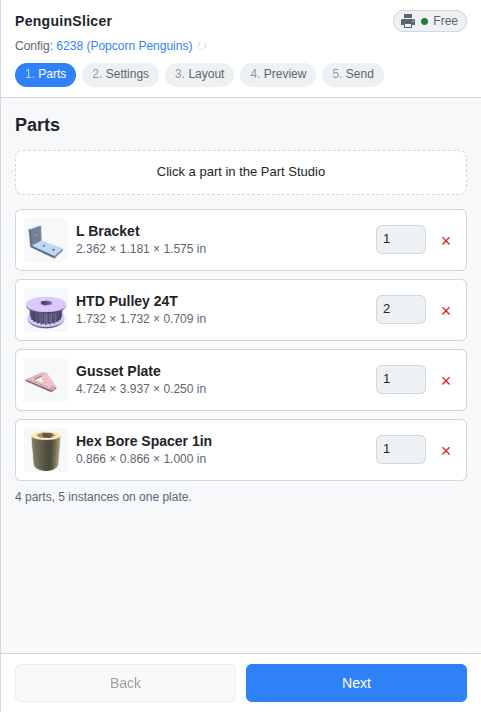 PenguinSlicer
Free
Config: 6238 (Popcorn Penguins)
1. Parts
2. Settings
3. Layout
4. Preview
5. Send
Parts
Click a part in the Part Studio
L Bracket
2.362 × 1.181 × 1.575 in
1
×
HTD Pulley 24T
1.732 × 1.732 × 0.709 in
2
×
Gusset Plate
4.724 × 3.937 × 0.250 in
1
×
Hex Bore Spacer 1in
0.866 × 0.866 × 1.000 in
1
×
4 parts, 5 instances on one plate.
Back
Next